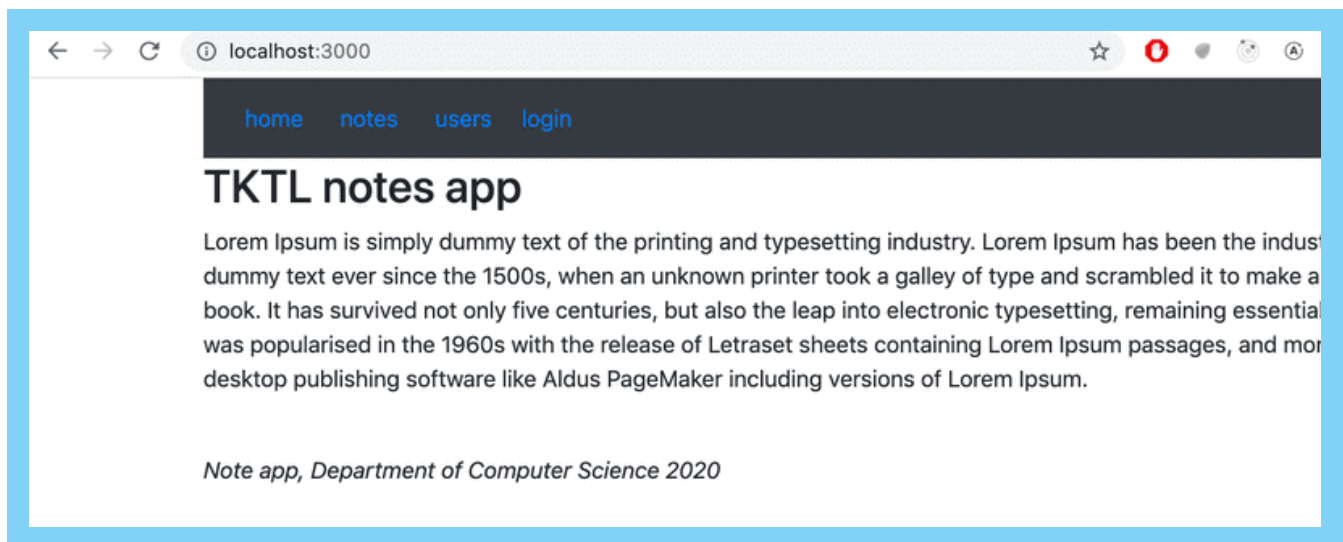 localhost:3000
home notes users login
TKTL notes app
Lorem Ipsum is simply dummy text of the printing and typesetting industry. Lorem Ipsum has been the indust
dummy text ever since the 1500s, when an unknown printer took a galley of type and scrambled it to make a
book. It has survived not only five centuries, but also the leap into electronic typesetting, remaining essential
was popularised in the 1960s with the release of Letraset sheets containing Lorem Ipsum passages, and mor
desktop publishing software like Aldus PageMaker including versions of Lorem Ipsum.
Note app, Department of Computer Science 2020